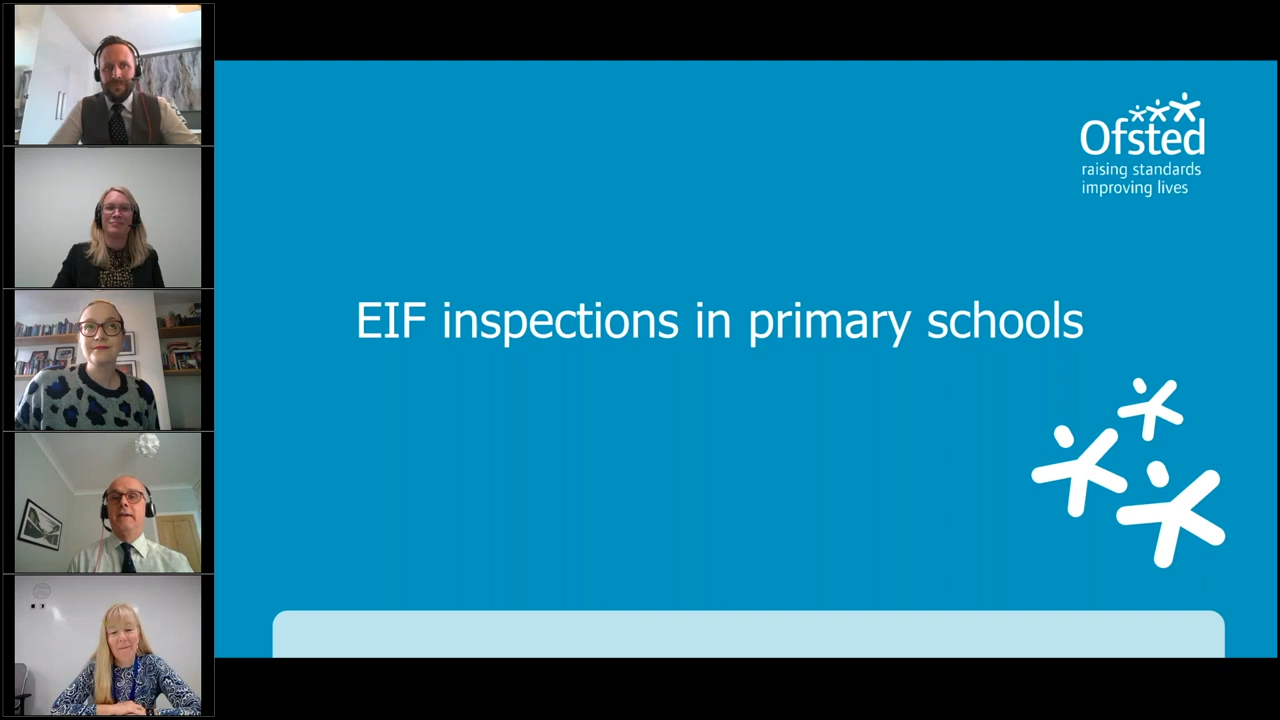 Ofsted
raising standards
improving lives
EIF inspections in primary schools